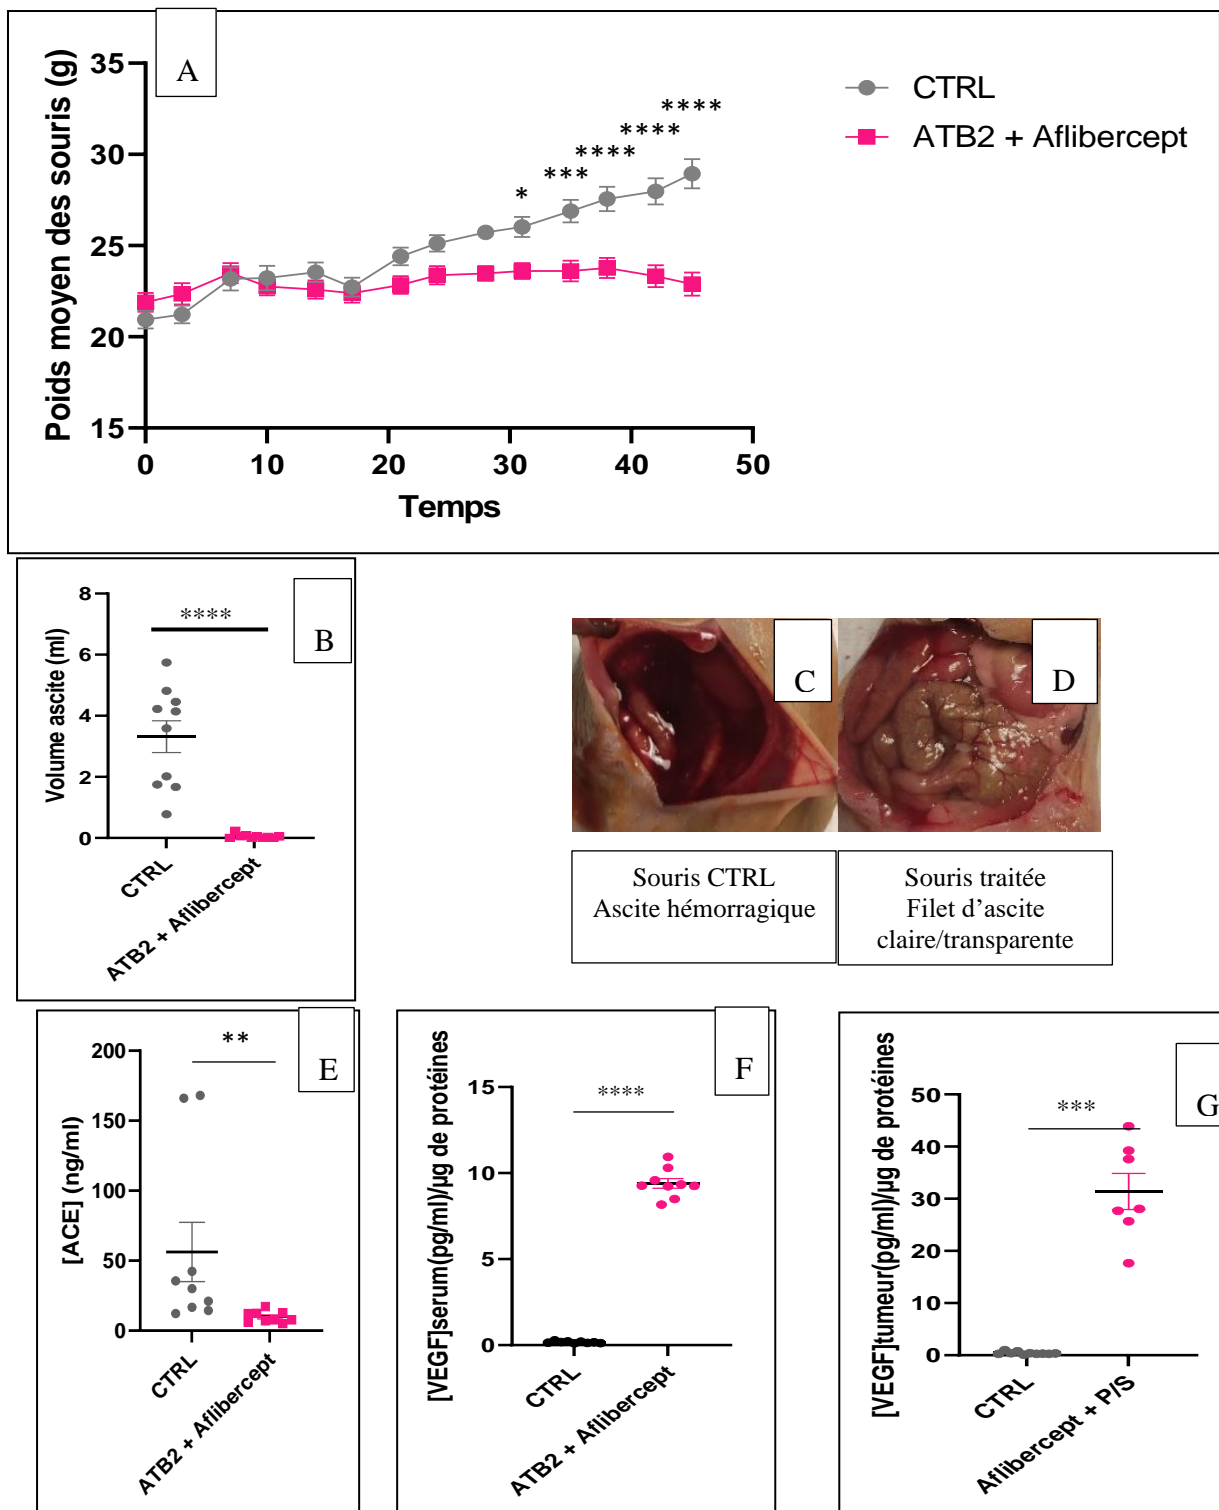 A
Poids moyen des souris (g)
35
30
25
20
15
0
10
20
30
40
50
Temps
*
***
****
****
****
CTRL
ATB2 + Aflibercept
B
Volume ascite (ml)
8
6
4
2
0
****
CTRL
ATB2 + Aflibercept
C
D
Souris CTRL
Ascite hémorragique
Souris traitée
Filet d'ascite
claire/transparente
E
[ACE] (ng/ml)
200
150
100
50
0
**
CTRL
ATB2 + Aflibercept
F
[VEGF]serum(pg/ml)/µg de protéines
15
10
5
0
****
CTRL
ATB2 + Aflibercept
G
[VEGF]tumeur(pg/ml)/µg de protéines
50
40
30
20
10
0
***
CTRL
Aflibercept + P/S